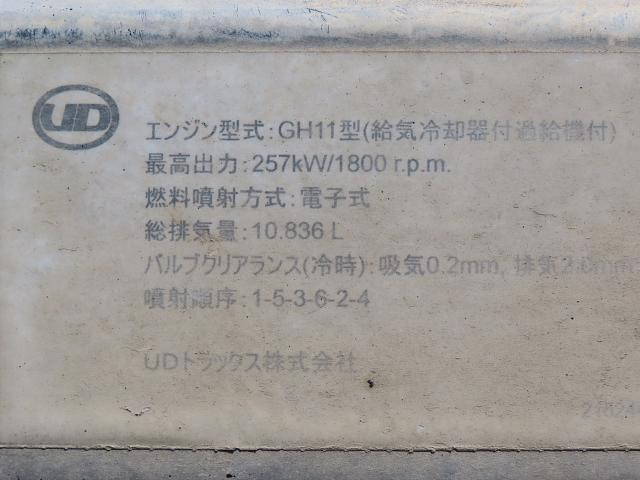 UD
エンジン型式:GH11型(給気冷却器付過給機付)
最高出力:257kW/1800 r.p.m.
燃料噴射方式:電子式
総排気量:10.836 L
バルブクリアランス(冷時):吸気0.2mm, 排気2.0mm
噴射順序:1-5-3-6-2-4
UDトラックス株式会社